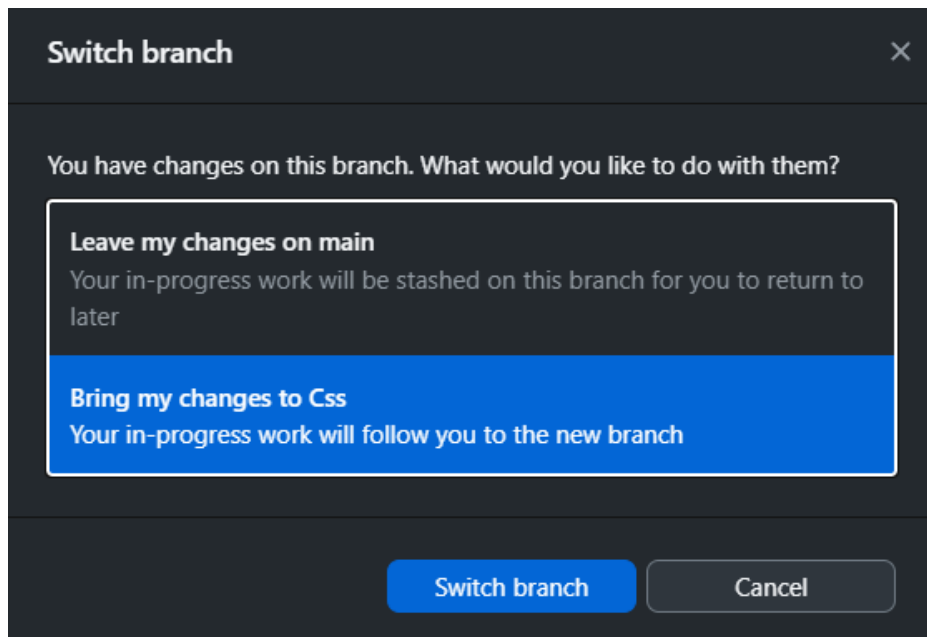 Switch branch
You have changes on this branch. What would you like to do with them?
Leave my changes on main
Your in-progress work will be stashed on this branch for you to return to
later
Bring my changes to Css
Your in-progress work will follow you to the new branch
Switch branch
Cancel